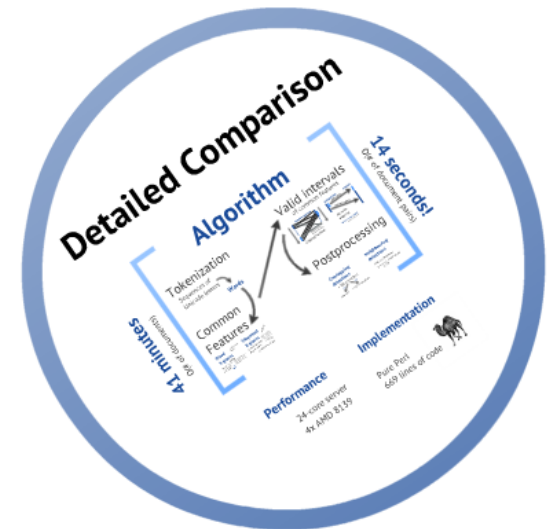 Detailed Comparison
Algorithm
Tokenization
Sequences of
Unicode letters
Words
Common
Features
Valid intervals
of common features
Postprocessing
41 minutes
O(# of documents)
14 seconds!
O(# of document pairs)
Performance
24-core server
4x AMD 8139
Implementation
Pure Perl
669 lines of code